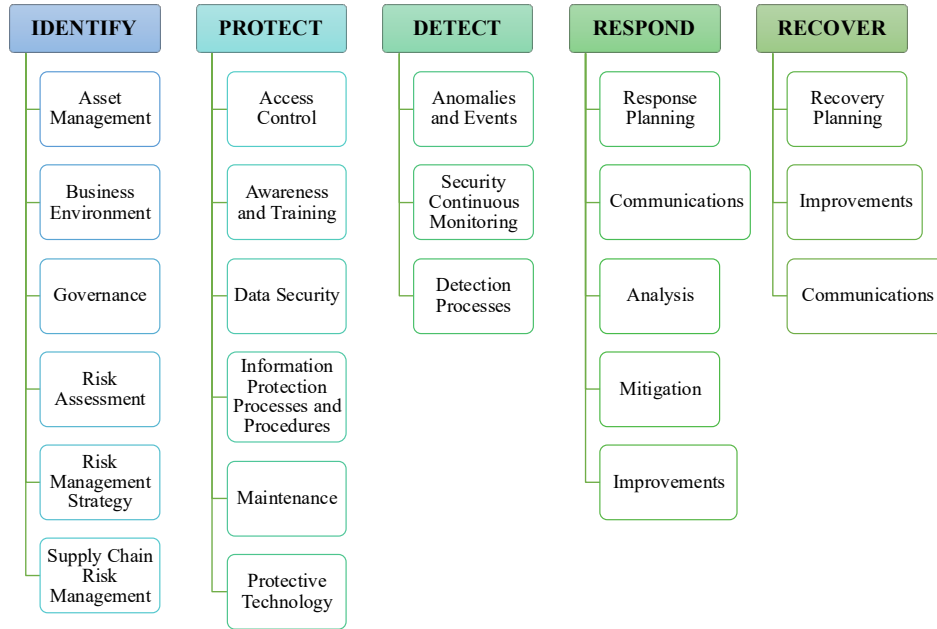 IDENTIFY
Asset
Management
Business
Environment
Governance
Risk
Assessment
Risk
Management
Strategy
Supply Chain
Risk
Management
PROTECT
Access
Control
Awareness
and Training
Data Security
Information
Protection
Processes and
Procedures
Maintenance
Protective
Technology
DETECT
Anomalies
and Events
Security
Continuous
Monitoring
Detection
Processes
RESPOND
Response
Planning
Communications
Analysis
Mitigation
Improvements
RECOVER
Recovery
Planning
Improvements
Communications